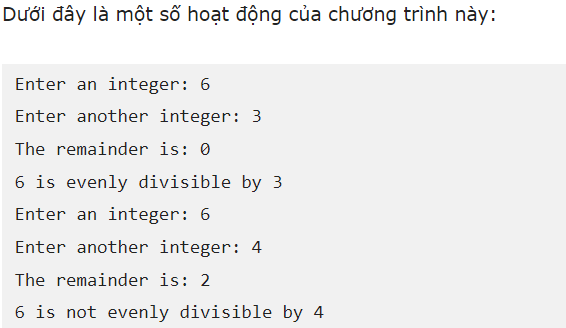 Dưới đây là một số hoạt động của chương trình này:
Enter an integer: 6
Enter another integer: 3
The remainder is: 0
6 is evenly divisible by 3
Enter an integer: 6
Enter another integer: 4
The remainder is: 2
6 is not evenly divisible by 4